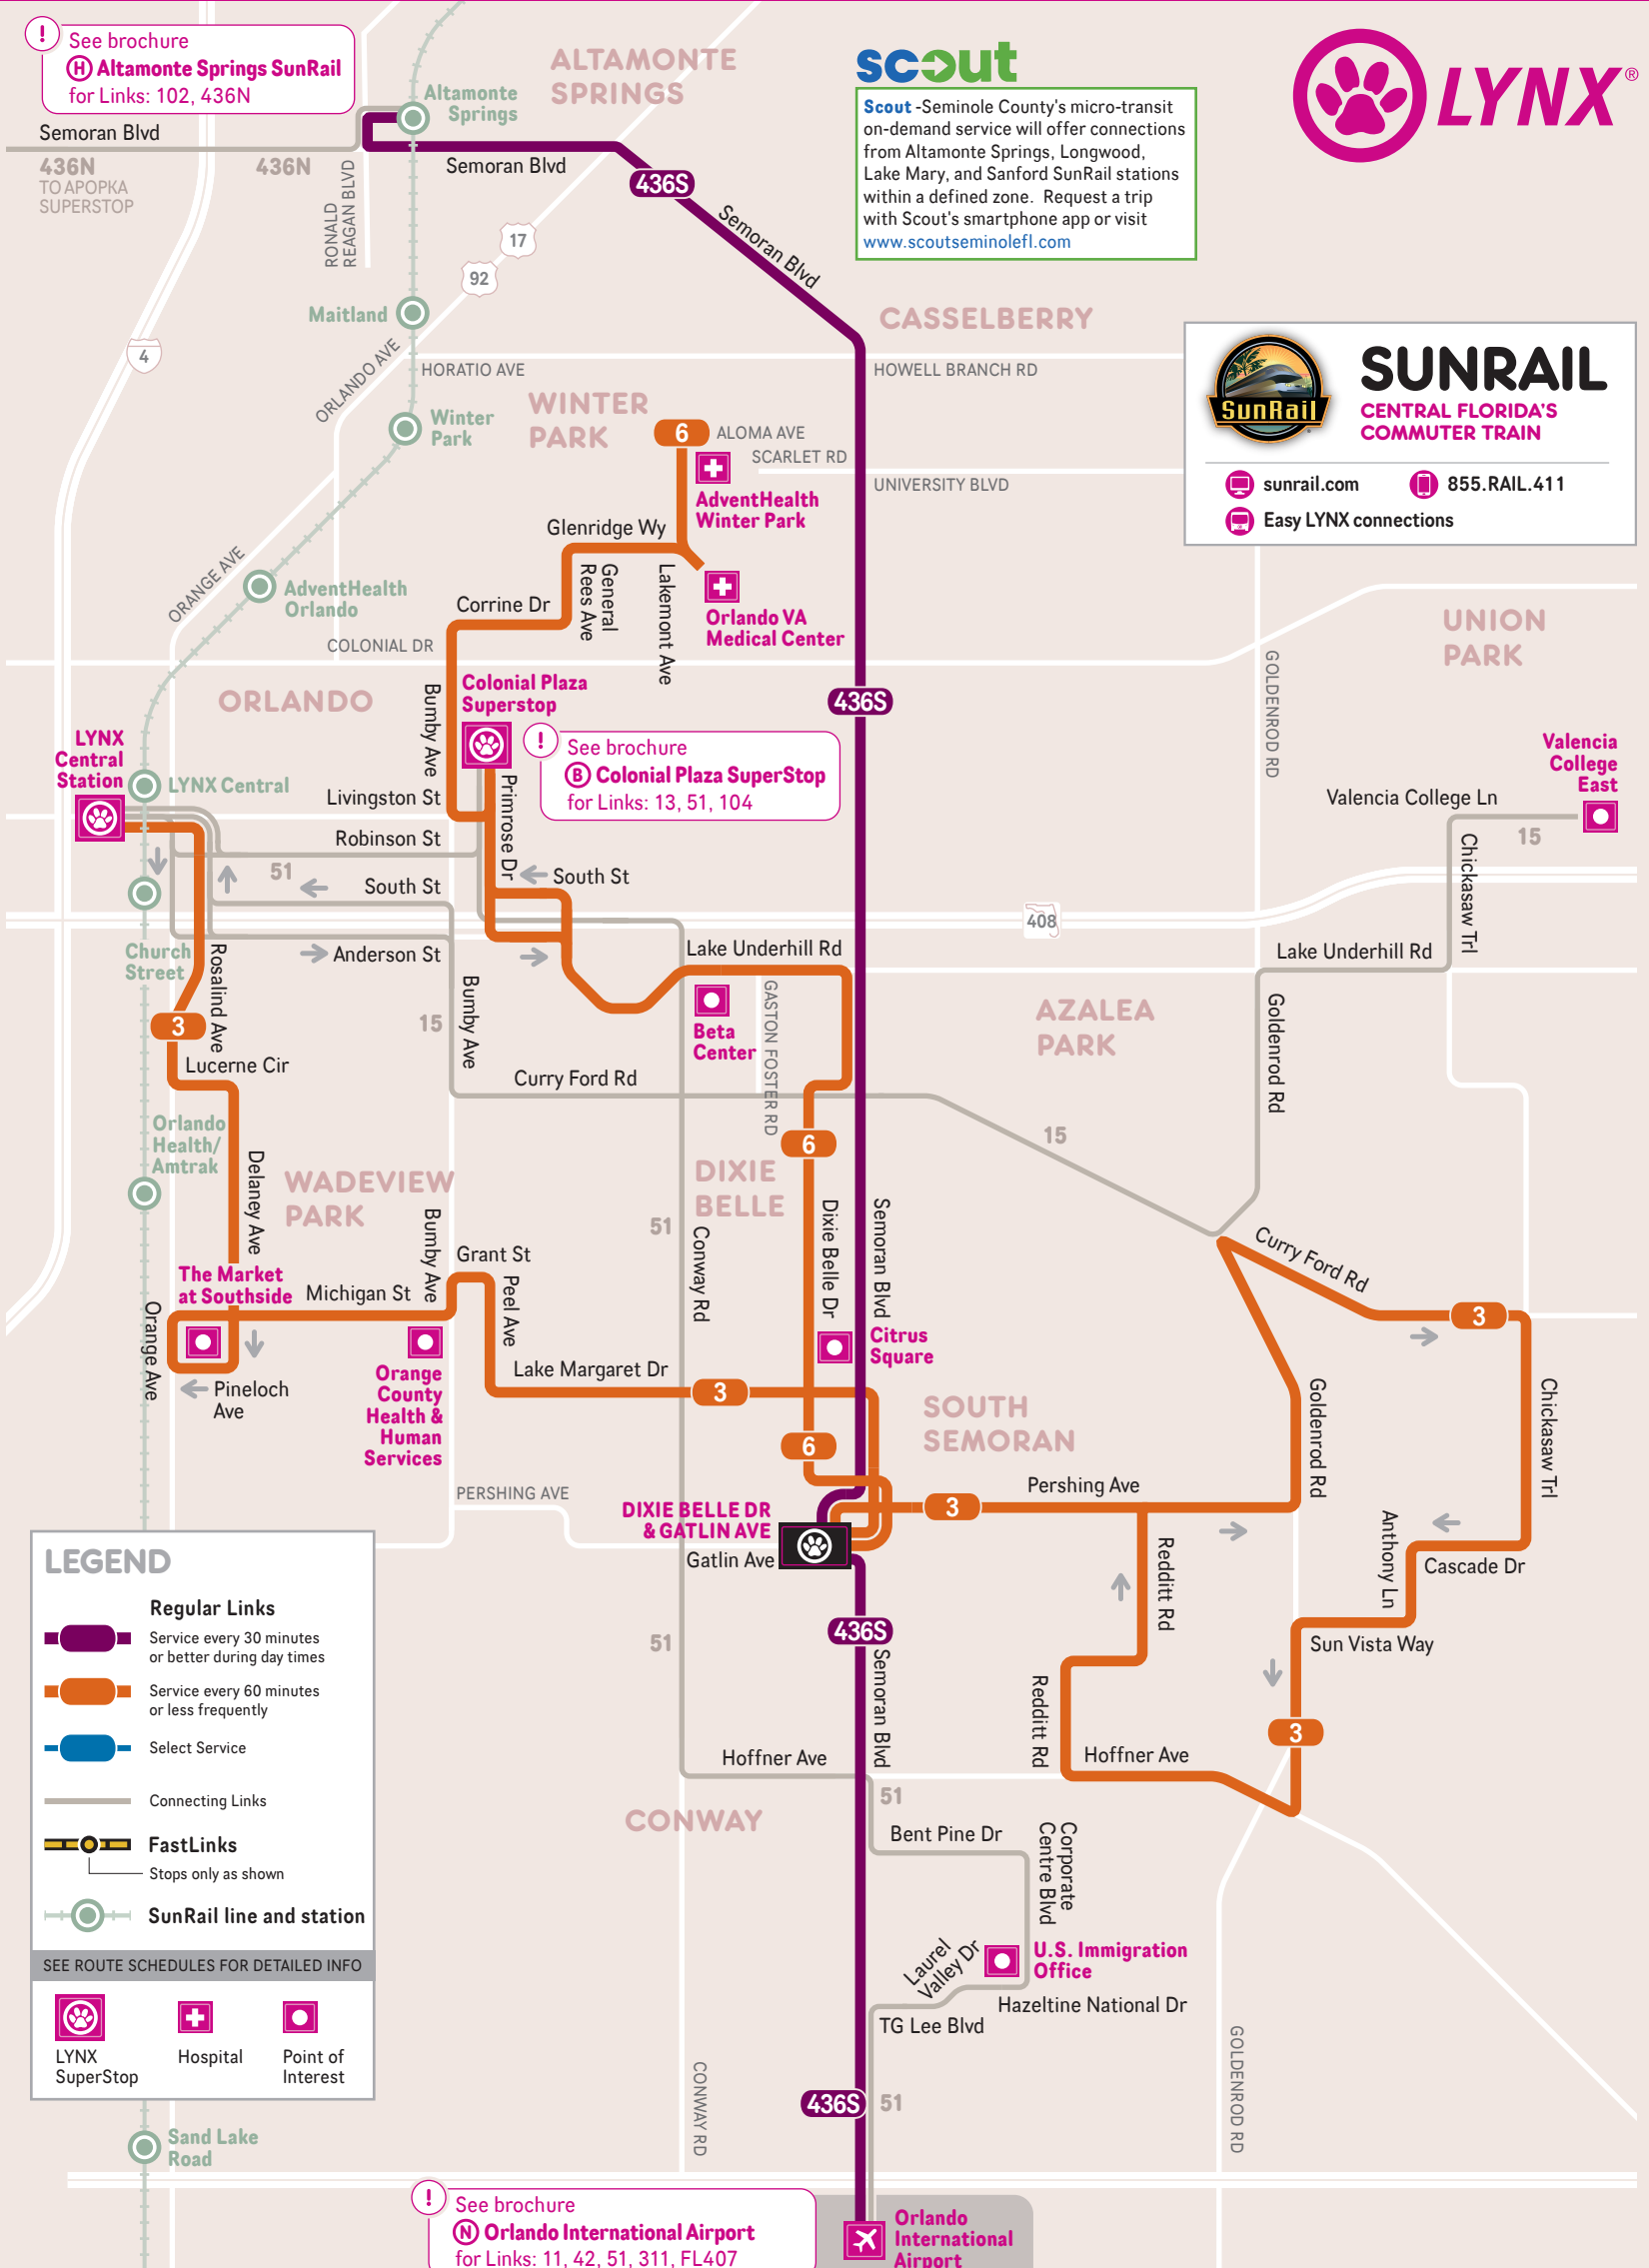 !
See brochure
H Altamonte Springs SunRail
for Links: 102, 436N
ALTAMONTE
SPRINGS
scout
Scout -Seminole County's micro-transit
on-demand service will offer connections
from Altamonte Springs, Longwood,
Lake Mary, and Sanford SunRail stations
within a defined zone. Request a trip
with Scout's smartphone app or visit
www.scoutseminolefl.com
LYNX®
Altamonte
Springs
Semoran Blvd
436N
TO APOPKA
SUPERSTOP
436N
RONALD
REAGAN BLVD
Semoran Blvd
436S
Semoran Blvd
17
92
Maitland
4
ORLANDO AVE
HORATIO AVE
CASSELBERRY
HOWELL BRANCH RD
SunRail
SUNRAIL
CENTRAL FLORIDA'S
COMMUTER TRAIN
sunrail.com
855.RAIL.411
Easy LYNX connections
Winter
Park
WINTER
PARK
6
ALOMA AVE
SCARLET RD
UNIVERSITY BLVD
AdventHealth
Winter Park
Glenridge Wy
General
Rees Ave
Lakemont Ave
Orlando VA
Medical Center
ORANGE AVE
AdventHealth
Orlando
Corrine Dr
COLONIAL DR
UNION
PARK
GOLDENROD RD
ORLANDO
Bumby Ave
Colonial Plaza
Superstop
436S
!
See brochure
B Colonial Plaza SuperStop
for Links: 13, 51, 104
LYNX
Central
Station
LYNX Central
Livingston St
Primrose Dr
Robinson St
51
South St
South St
Valencia
College
East
Valencia College Ln
15
Chickasaw Trl
408
Church
Street
Rosalind Ave
Anderson St
Lake Underhill Rd
Lake Underhill Rd
Bumby Ave
15
Beta
Center
GASTON FOSTER RD
AZALEA
PARK
Goldenrod Rd
3
Lucerne Cir
Curry Ford Rd
15
Orlando
Health/
Amtrak
6
Delaney Ave
WADEVIEW
PARK
DIXIE
BELLE
51
Conway Rd
Dixie Belle Dr
Semoran Blvd
Bumby Ave
Grant St
Peel Ave
Curry Ford Rd
The Market
at Southside
Michigan St
3
Orange Ave
Pineloch
Ave
Orange
County
Health &
Human
Services
Lake Margaret Dr
3
Citrus
Square
SOUTH
SEMORAN
6
Goldenrod Rd
Chickasaw Trl
PERSHING AVE
DIXIE BELLE DR
& GATLIN AVE
Gatlin Ave
3
Pershing Ave
Redditt Rd
Anthony Ln
Cascade Dr
Sun Vista Way
436S
51
Semoran Blvd
Redditt Rd
3
Hoffner Ave
Hoffner Ave
51
CONWAY
Bent Pine Dr
Corporate
Centre Blvd
Laurel
Valley Dr
U.S. Immigration
Office
Hazeltine National Dr
TG Lee Blvd
CONWAY RD
GOLDENROD RD
436S
51
LEGEND
Regular Links
Service every 30 minutes
or better during day times
Service every 60 minutes
or less frequently
Select Service
Connecting Links
FastLinks
Stops only as shown
SunRail line and station
SEE ROUTE SCHEDULES FOR DETAILED INFO
LYNX
SuperStop
Hospital
Point of
Interest
Sand Lake
Road
!
See brochure
N Orlando International Airport
for Links: 11, 42, 51, 311, FL407
Orlando
International
Airport